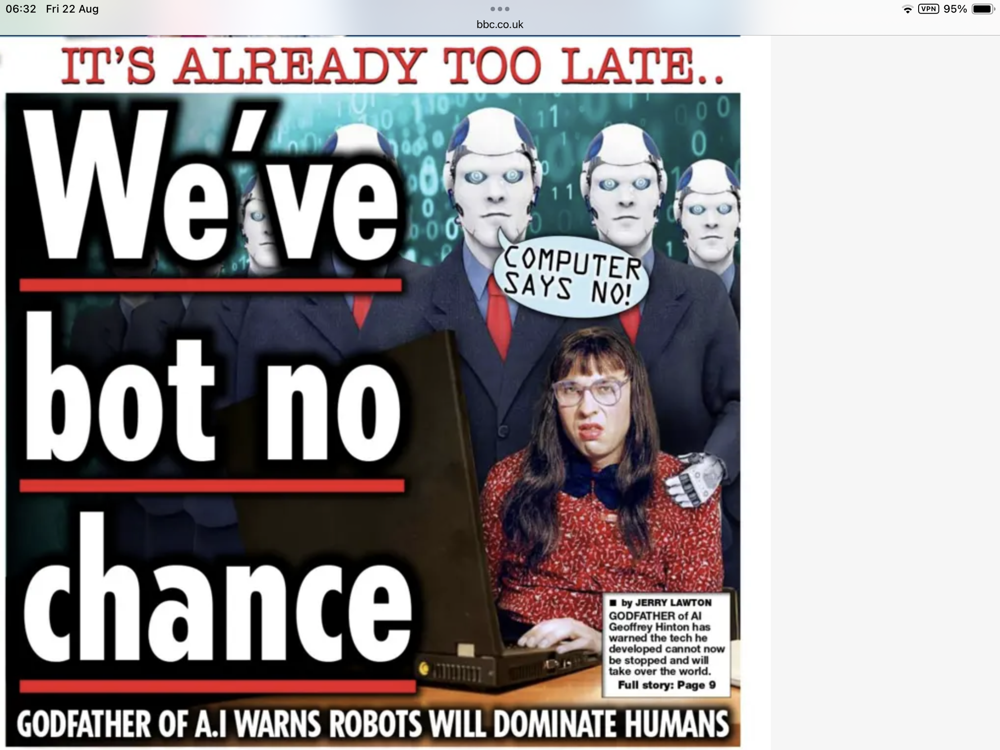 06:32 Fri 22 Aug
bbc.co.uk
VPN 95%
IT'S ALREADY TOO LATE..
We've
bot no
chance
COMPUTER
SAYS NO!
■ by JERRY LAWTON
GODFATHER of AI
Geoffrey Hinton has
warned the tech he
developed cannot now
be stopped and will
take over the world.
Full story: Page 9
GODFATHER OF A.I WARNS ROBOTS WILL DOMINATE HUMANS